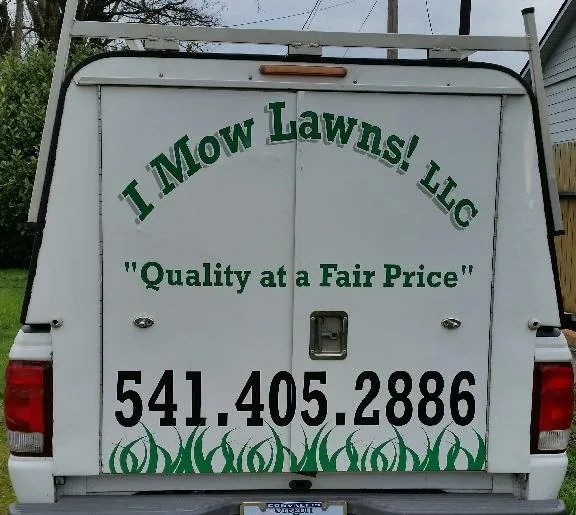 I Mow Lawns! LLC
"Quality at a Fair Price"
541.405.2886